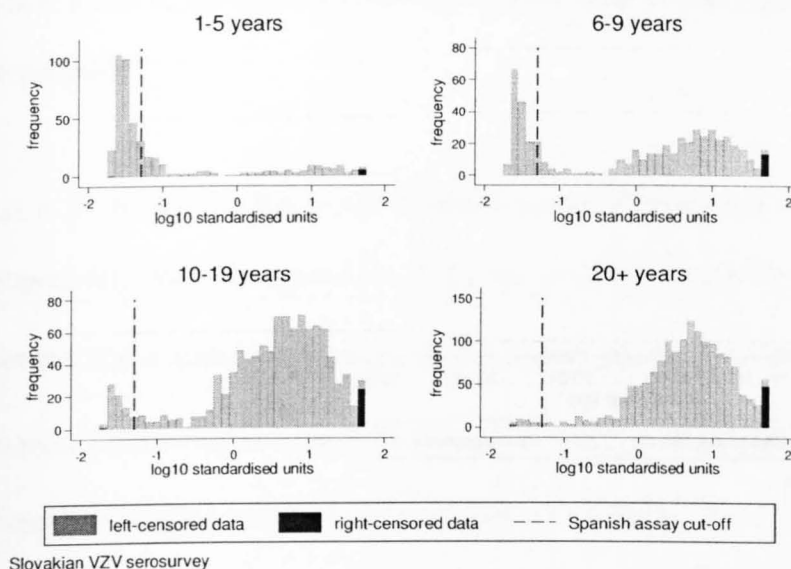 1-5 years
frequency
100
50
0
-2 -1 0 1 2
log10 standardised units
6-9 years
frequency
80
60
40
20
0
-2 -1 0 1 2
log10 standardised units
10-19 years
frequency
80
60
40
20
0
-2 -1 0 1 2
log10 standardised units
20+ years
frequency
150
100
50
0
-2 -1 0 1 2
log10 standardised units
left-censored data right-censored data Spanish assay cut-off
Slovakian VZV serosurvey